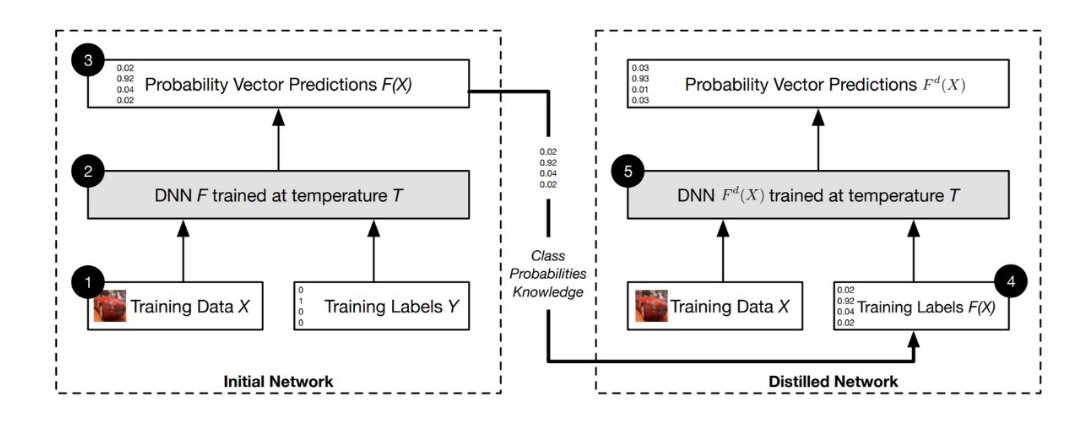 3
0.02
0.92
0.04
0.02
Probability Vector Predictions F(X)
2
DNN F trained at temperature T
1
Training Data X
0
1
0
0
Training Labels Y
Initial Network
0.02
0.92
0.04
0.02
Class
Probabilities
Knowledge
0.03
0.93
0.01
0.03
Probability Vector Predictions F^d(X)
5
DNN F^d(X) trained at temperature T
Training Data X
4
0.02
0.92
0.04
0.02
Training Labels F(X)
Distilled Network